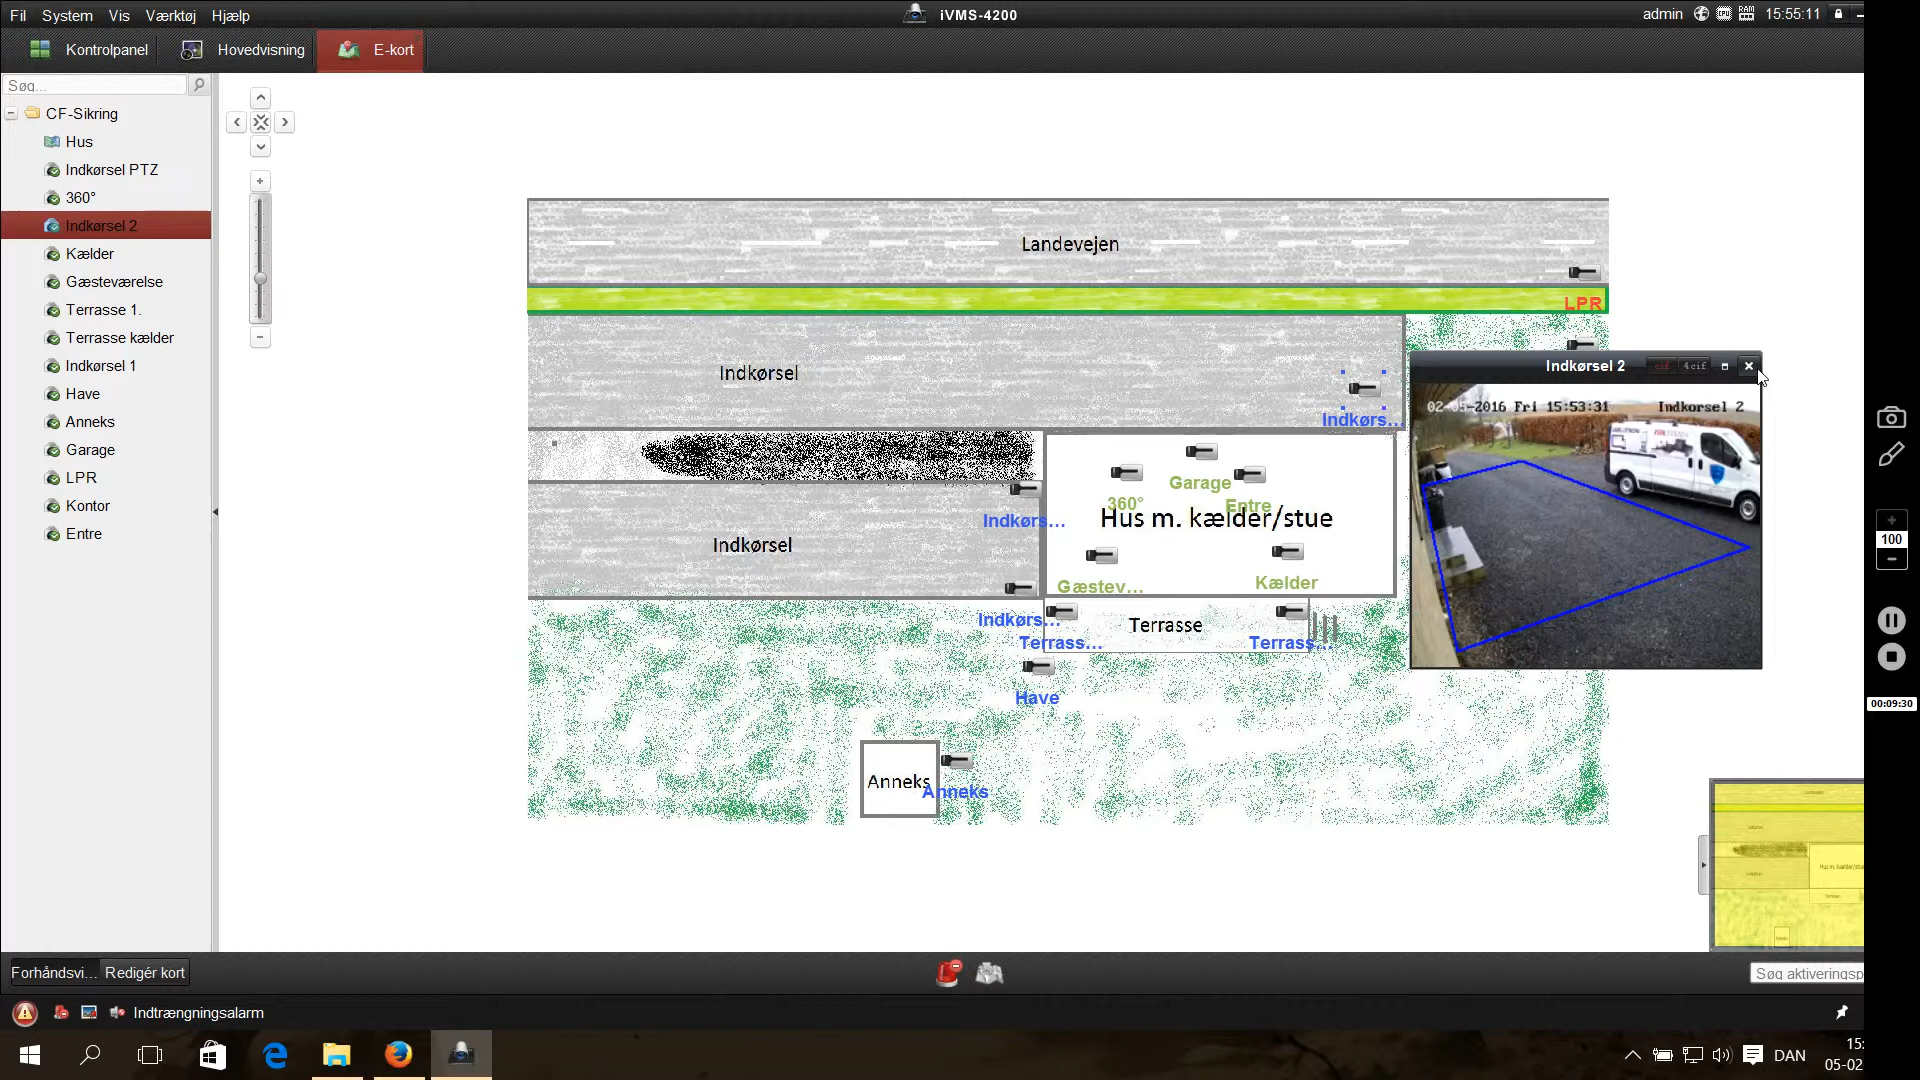 Fil System Vis Værktøj Hjælp
iVMS-4200
admin
15:55:11
Kontrolpanel
Hovedvisning
E-kort
Søg...
CF-Sikring
Hus
Indkørsel PTZ
360°
Indkørsel 2
Kælder
Gæsteværelse
Terrasse 1.
Terrasse kælder
Indkørsel 1
Have
Anneks
Garage
LPR
Kontor
Entre
Landevejen
LPR
Indkørsel
Indkørs...
Garage
360°
Entre
Hus m. kælder/stue
Indkørs...
Indkørsel
Gæstev...
Kælder
Indkørs...
Terrass...
Terrasse
Terrass...
Have
Anneks
Anneks
Indkørsel 2
cif
4cif
02-05-2016 Fri 15:53:31
Indkorsel 2
100
00:09:30
Forhåndsvi... Redigér kort
Søg aktiveringsp
Indtrængningsalarm
DAN
15:
05-02